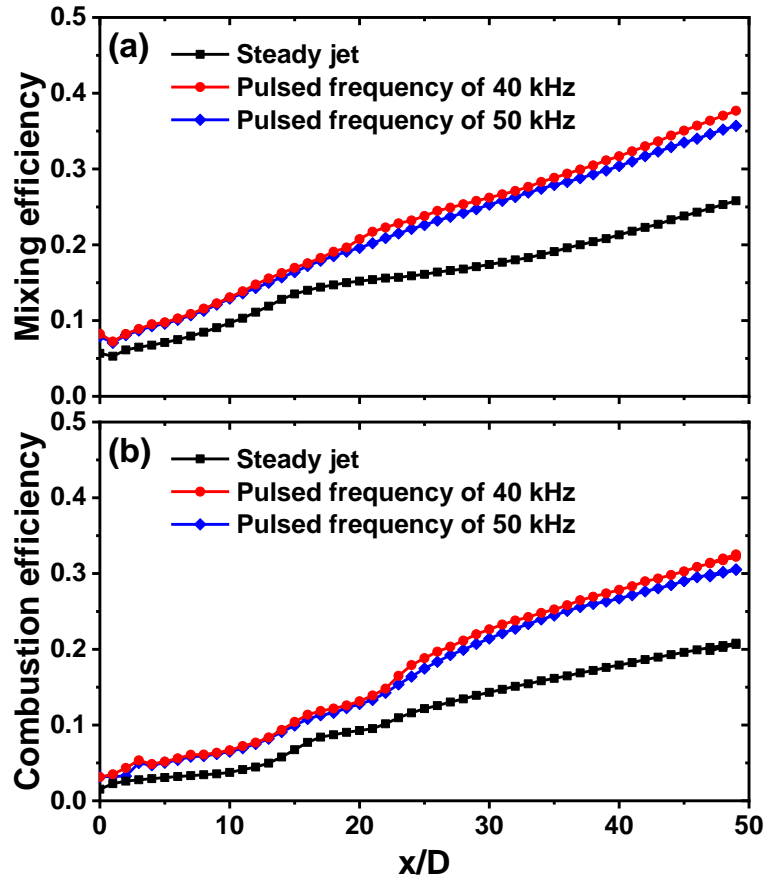 0.5
(a)
Steady jet
Pulsed frequency of 40 kHz
Pulsed frequency of 50 kHz
0.4
0.3
0.2
0.1
0.0
Mixing efficiency
0.5
(b)
Steady jet
Pulsed frequency of 40 kHz
Pulsed frequency of 50 kHz
0.4
0.3
0.2
0.1
0.0
Combustion efficiency
0 10 20 30 40 50
x/D